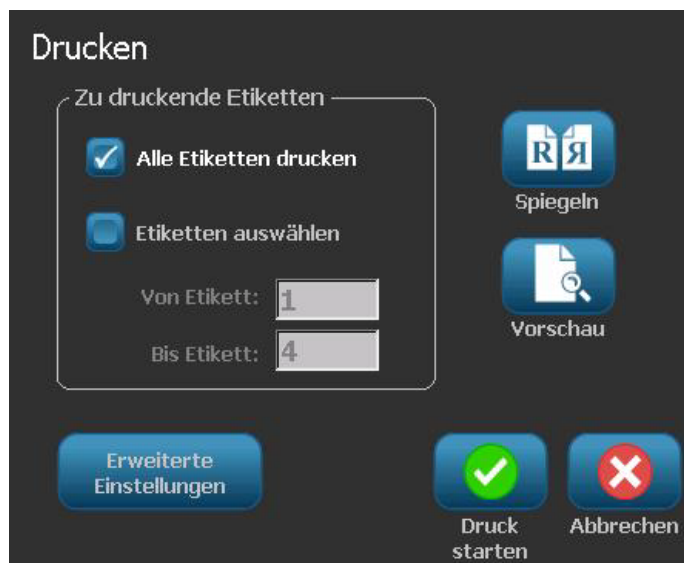 Drucken
Zu druckende Etiketten
Alle Etiketten drucken
Etiketten auswählen
Von Etikett: 1
Bis Etikett: 4
R R
Spiegeln
Vorschau
Erweiterte
Einstellungen
Druck
starten
Abbrechen